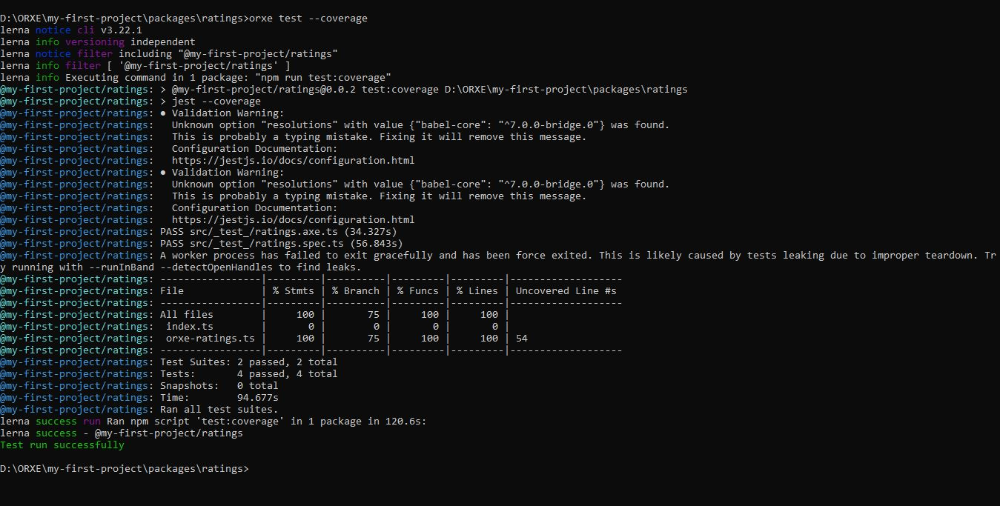 D:\ORXE\my-first-project\packages\ratings>orxe test --coverage
lerna notice cli v3.22.1
lerna info versioning independent
lerna notice filter including "@my-first-project/ratings"
lerna info filter [ '@my-first-project/ratings' ]
lerna info Executing command in 1 package: "npm run test:coverage"
@my-first-project/ratings: > @my-first-project/ratings@0.0.2 test:coverage D:\ORXE\my-first-project\packages\ratings
@my-first-project/ratings: > jest --coverage
@my-first-project/ratings: ● Validation Warning:
@my-first-project/ratings:   Unknown option "resolutions" with value {"babel-core": "^7.0.0-bridge.0"} was found.
@my-first-project/ratings:   This is probably a typing mistake. Fixing it will remove this message.
@my-first-project/ratings:   Configuration Documentation:
@my-first-project/ratings:   https://jestjs.io/docs/configuration.html
@my-first-project/ratings: ● Validation Warning:
@my-first-project/ratings:   Unknown option "resolutions" with value {"babel-core": "^7.0.0-bridge.0"} was found.
@my-first-project/ratings:   This is probably a typing mistake. Fixing it will remove this message.
@my-first-project/ratings:   Configuration Documentation:
@my-first-project/ratings:   https://jestjs.io/docs/configuration.html
@my-first-project/ratings: PASS src/_test_/ratings.axe.ts (34.327s)
@my-first-project/ratings: PASS src/_test_/ratings.spec.ts (56.843s)
@my-first-project/ratings: A worker process has failed to exit gracefully and has been force exited. This is likely caused by tests leaking due to improper teardown. Tr
y running with --runInBand --detectOpenHandles to find leaks.
@my-first-project/ratings: -----------------|---------|----------|---------|---------|-------------------
@my-first-project/ratings: File             | % Stmts | % Branch | % Funcs | % Lines | Uncovered Line #s
@my-first-project/ratings: -----------------|---------|----------|---------|---------|-------------------
@my-first-project/ratings: All files        |     100 |       75 |     100 |     100 |
@my-first-project/ratings:  index.ts        |       0 |        0 |       0 |       0 |
@my-first-project/ratings:  orxe-ratings.ts |     100 |       75 |     100 |     100 | 54
@my-first-project/ratings: -----------------|---------|----------|---------|---------|-------------------
@my-first-project/ratings: Test Suites: 2 passed, 2 total
@my-first-project/ratings: Tests:       4 passed, 4 total
@my-first-project/ratings: Snapshots:   0 total
@my-first-project/ratings: Time:        94.677s
@my-first-project/ratings: Ran all test suites.
lerna success run Ran npm script 'test:coverage' in 1 package in 120.6s:
lerna success - @my-first-project/ratings
Test run successfully
D:\ORXE\my-first-project\packages\ratings>